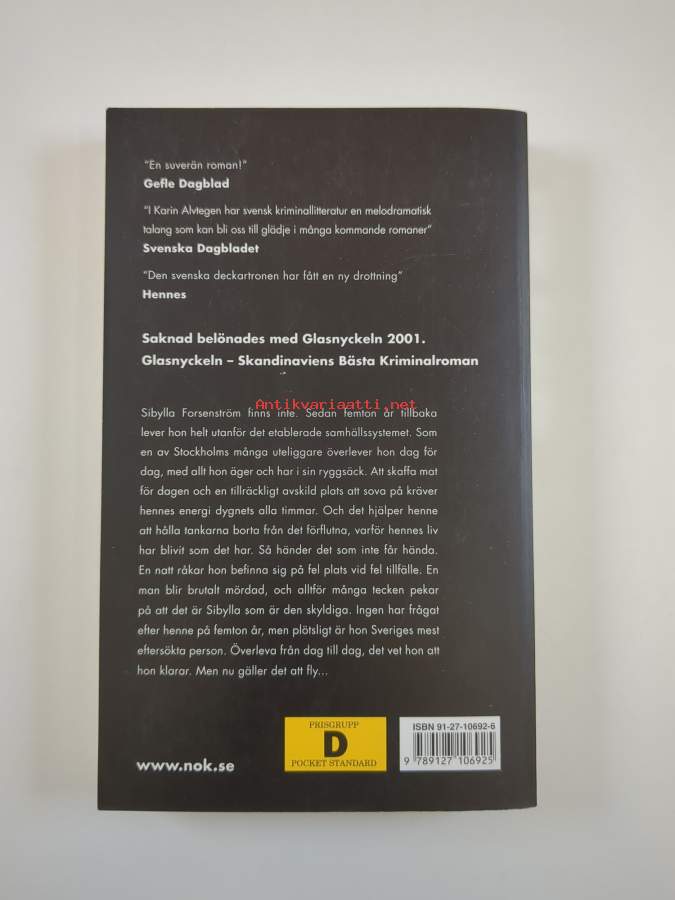 "En suverän roman!"
Gefle Dagblad
"I Karin Alvtegen har svensk kriminallitteratur en melodramatisk
talang som kan bli oss till glädje i många kommande romaner"
Svenska Dagbladet
"Den svenska deckartronen har fått en ny drottning"
Hennes
Saknad belönades med Glasnyckeln 2001.
Glasnyckeln – Skandinaviens Bästa Kriminalroman
Antikvariaatti.net
Sibylla Forsenström finns inte. Sedan femton år tillbaka
lever hon helt utanför det etablerade samhällssystemet. Som
en av Stockholms många uteliggare överlever hon dag för
dag, med allt hon äger och har i sin ryggsäck. Att skaffa mat
för dagen och en tillräckligt avskild plats att sova på kräver
hennes energi dygnets alla timmar. Och det hjälper henne
att hålla tankarna borta från det förflutna, varför hennes liv
har blivit som det har. Så händer det som inte får hända.
En natt råkar hon befinna sig på fel plats vid fel tillfälle. En
man blir brutalt mördad, och alltför många tecken pekar
på att det är Sibylla som är den skyldiga. Ingen har frågat
efter henne på femton år, men plötsligt är hon Sveriges mest
eftersökta person. Överleva från dag till dag, det vet hon att
hon klarar. Men nu gäller det att fly...
www.nok.se
PRISGRUPP
D
POCKET STANDARD
ISBN 91-27-10692-6
9 789127 106925